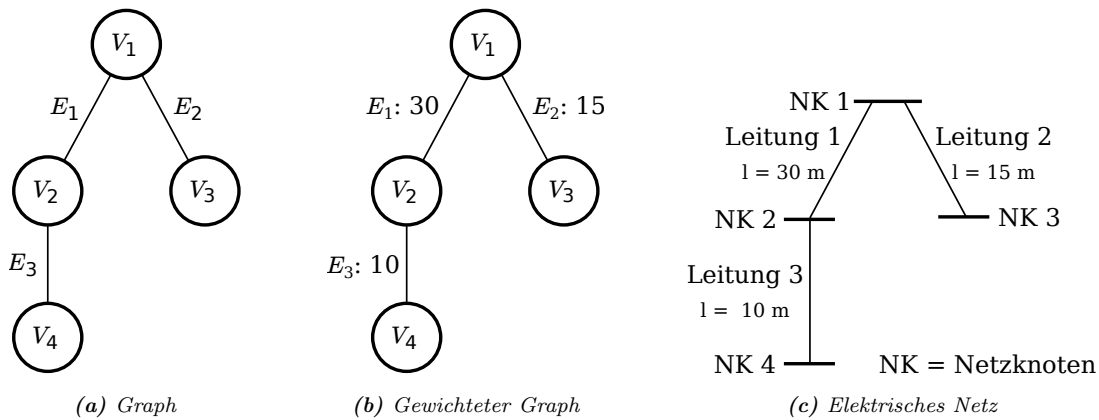 V1
E1
E2
V2
V3
E3
V4
(a) Graph
V1
E1: 30
E2: 15
V2
V3
E3: 10
V4
(b) Gewichteter Graph
NK 1
Leitung 1
l = 30 m
Leitung 2
l = 15 m
NK 2
NK 3
Leitung 3
l = 10 m
NK 4
NK = Netzknoten
(c) Elektrisches Netz